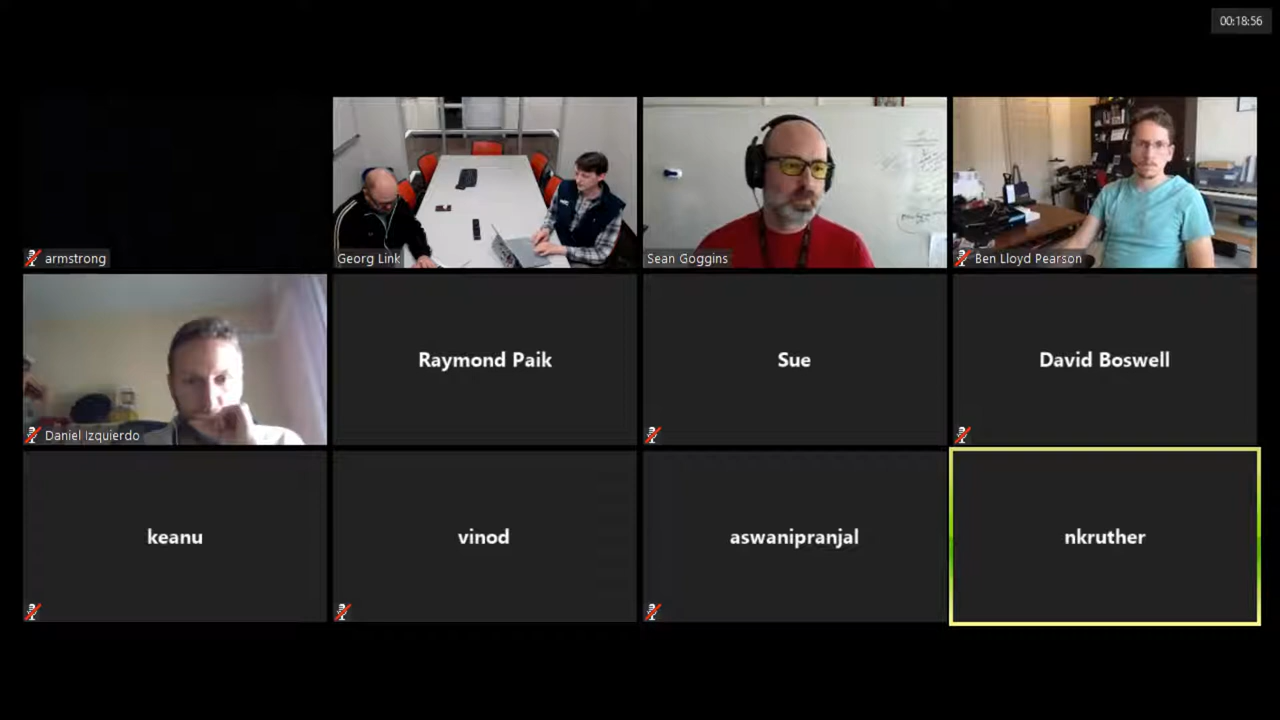 00:18:56
armstrong
Georg Link
Sean Goggins
Ben Lloyd Pearson
Daniel Izquierdo
Raymond Paik
Sue
David Boswell
keanu
vinod
aswanipranjal
nkruther